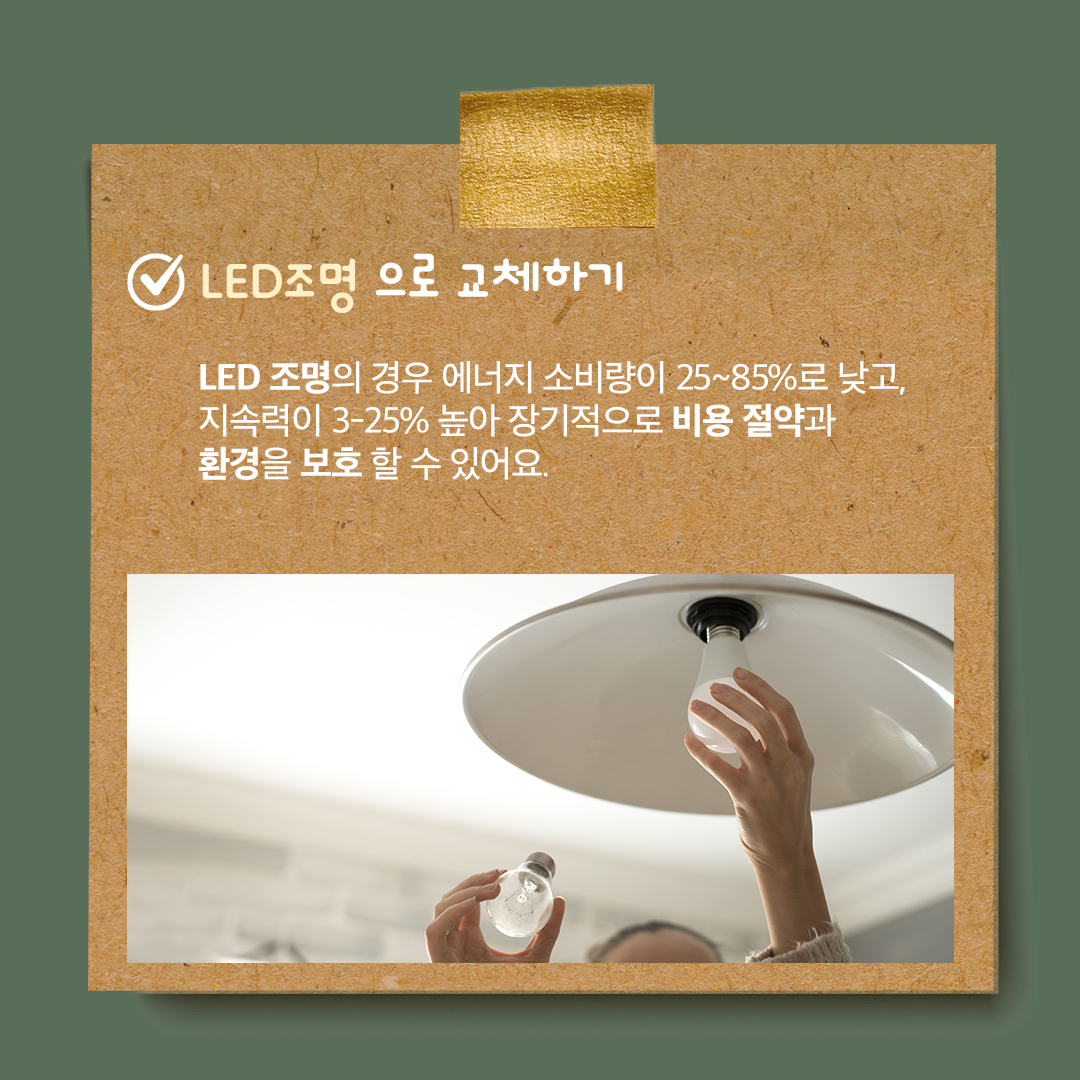 LED조명 으로 교체하기
LED 조명의 경우 에너지 소비량이 25~85%로 낮고,
지속력이 3-25% 높아 장기적으로 비용 절약과
환경을 보호 할 수 있어요.